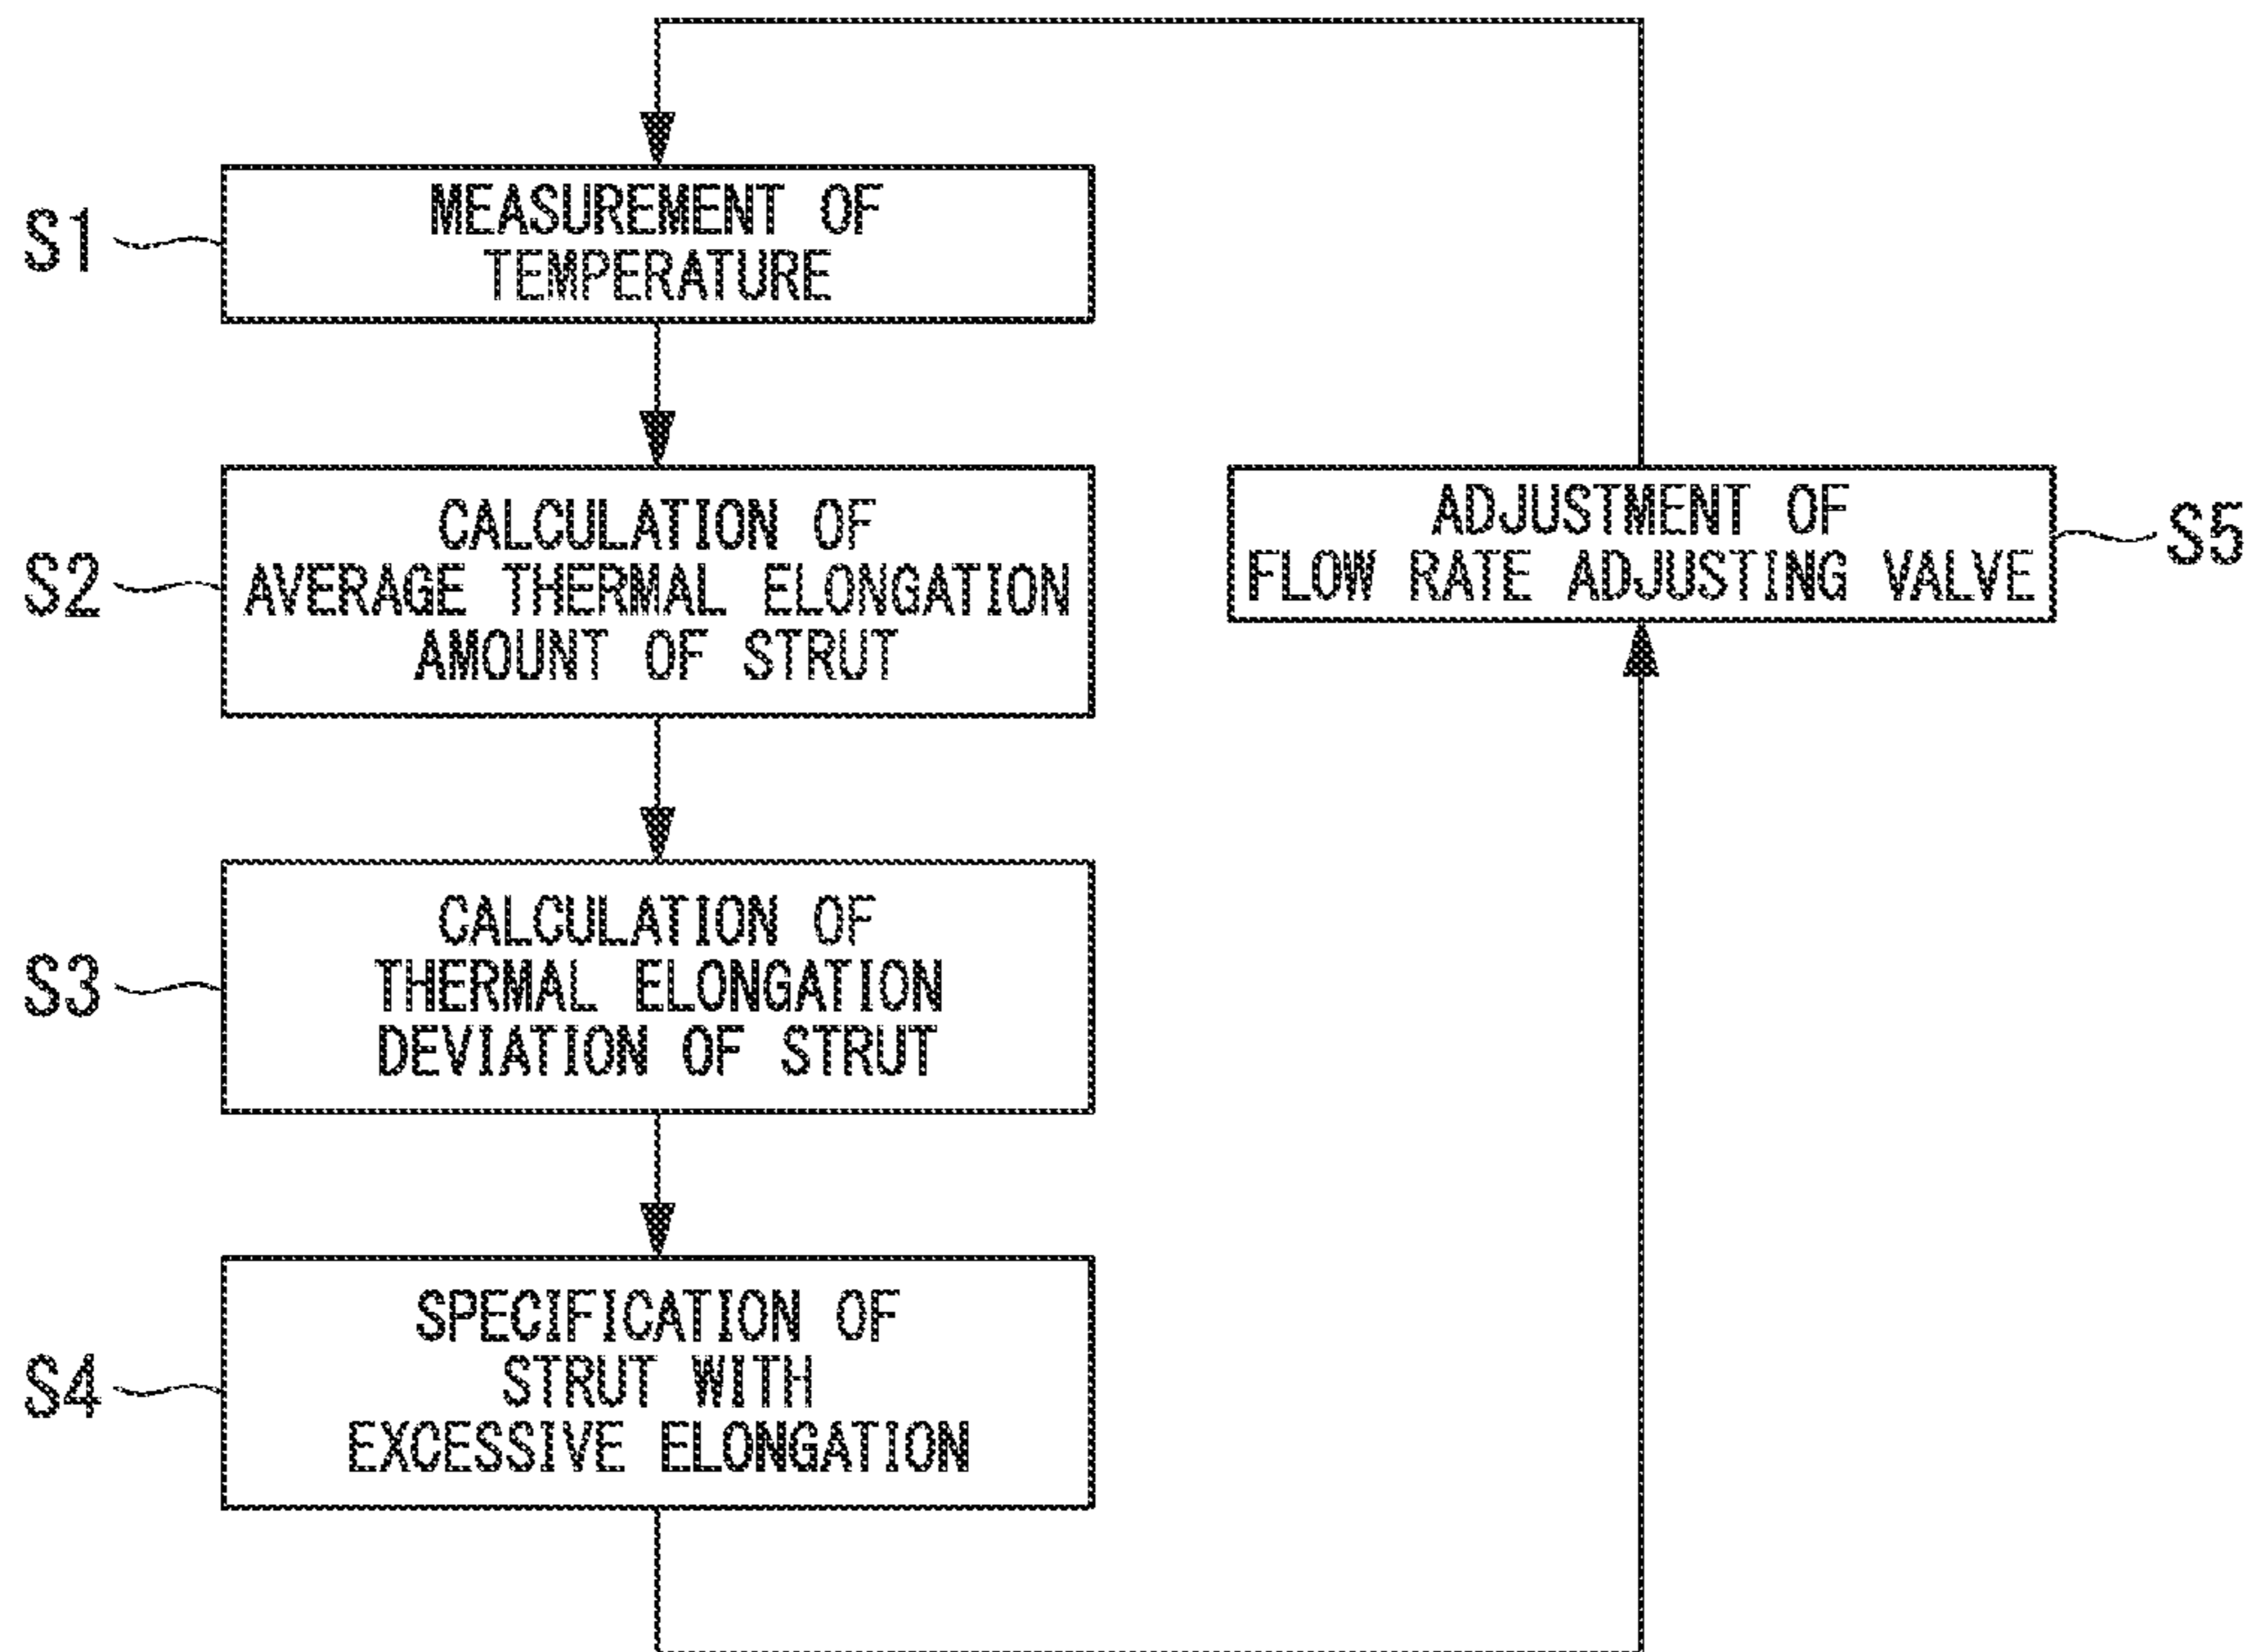 S1
MEASUREMENT OF
TEMPERATURE
S2
CALCULATION OF
AVERAGE THERMAL ELONGATION
AMOUNT OF STRUT
S3
CALCULATION OF
THERMAL ELONGATION
DEVIATION OF STRUT
S4
SPECIFICATION OF
STRUT WITH
EXCESSIVE ELONGATION
ADJUSTMENT OF
FLOW RATE ADJUSTING VALVE
S5